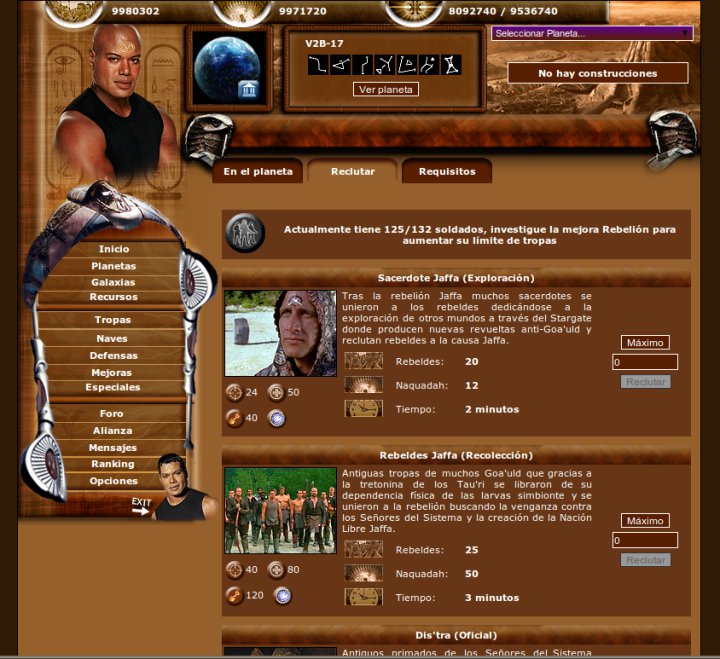 9980302
9971720
8092740 / 9536740
V2B-17
Ver planeta
Seleccionar Planeta...
No hay construcciones
En el planeta
Reclutar
Requisitos
Actualmente tiene 125/132 soldados, investigue la mejora Rebelión para
aumentar su límite de tropas
Inicio
Planetas
Galaxias
Recursos
Tropas
Naves
Defensas
Mejoras
Especiales
Foro
Alianza
Mensajes
Ranking
Opciones
EXIT
Sacerdote Jaffa (Exploración)
Tras la rebelión Jaffa muchos sacerdotes se
unieron a los rebeldes dedicándose a la
exploración de otros mundos a través del Stargate
donde producen nuevas revueltas anti-Goa'uld y
reclutan rebeldes a la causa Jaffa.
24
50
40
Rebeldes: 20
Naquadah: 12
Tiempo: 2 minutos
Máximo
0
Reclutar
Rebeldes Jaffa (Recolección)
Antiguas tropas de muchos Goa'uld que gracias a
la tretonina de los Tau'ri se libraron de su
dependencia física de las larvas simbionte y se
unieron a la rebelión buscando la venganza contra
los Señores del Sistema y la creación de la Nación
Libre Jaffa.
40
80
120
Rebeldes: 25
Naquadah: 50
Tiempo: 3 minutos
Máximo
0
Reclutar
Dis'tra (Oficial)
Antiguos primados de los Señores del Sistema